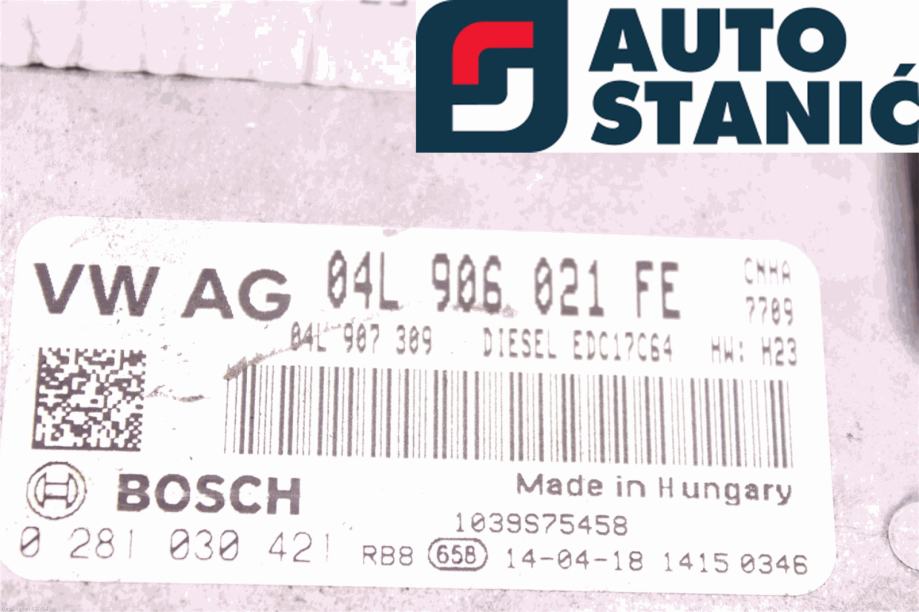 AUTO
STANIĆ
VW AG 04L 906 021 FE CNHA
7709
04L 907 309 DIESEL EDC17C64 HW: H23
BOSCH Made in Hungary
1039S75458
0 281 030 421 RB8 65B 14-04-18 1415 0346